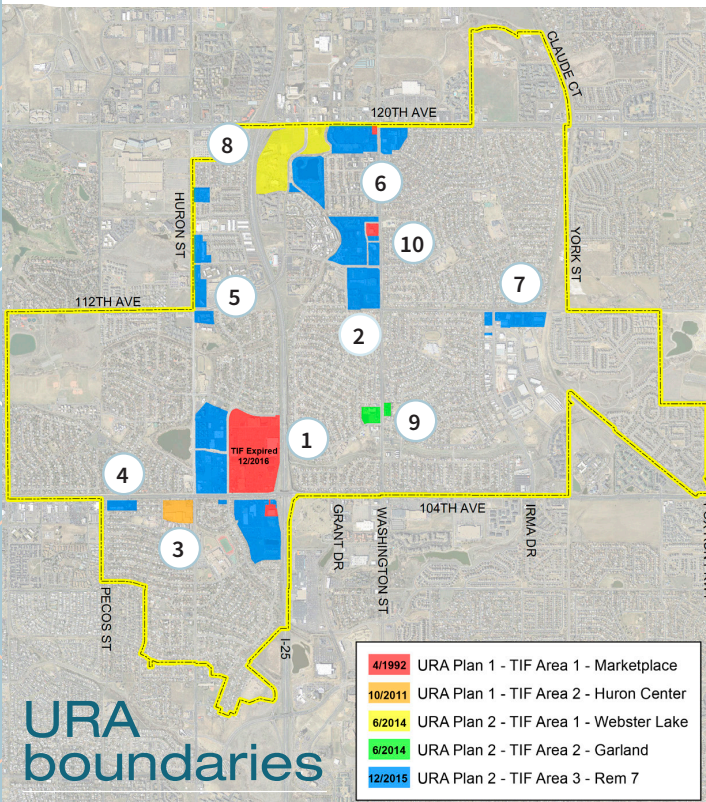 CLAUDE CT
120TH AVE
8
6
HURON ST
10
YORK ST
7
5
112TH AVE
2
9
1
TIF Expired
12/2016
4
104TH AVE
GRANT DR
WASHINGTON ST
IRMA DR
3
PECOS ST
I-25
4/1992 URA Plan 1 - TIF Area 1 - Marketplace
10/2011 URA Plan 1 - TIF Area 2 - Huron Center
6/2014 URA Plan 2 - TIF Area 1 - Webster Lake
6/2014 URA Plan 2 - TIF Area 2 - Garland
12/2015 URA Plan 2 - TIF Area 3 - Rem 7
URA
boundaries